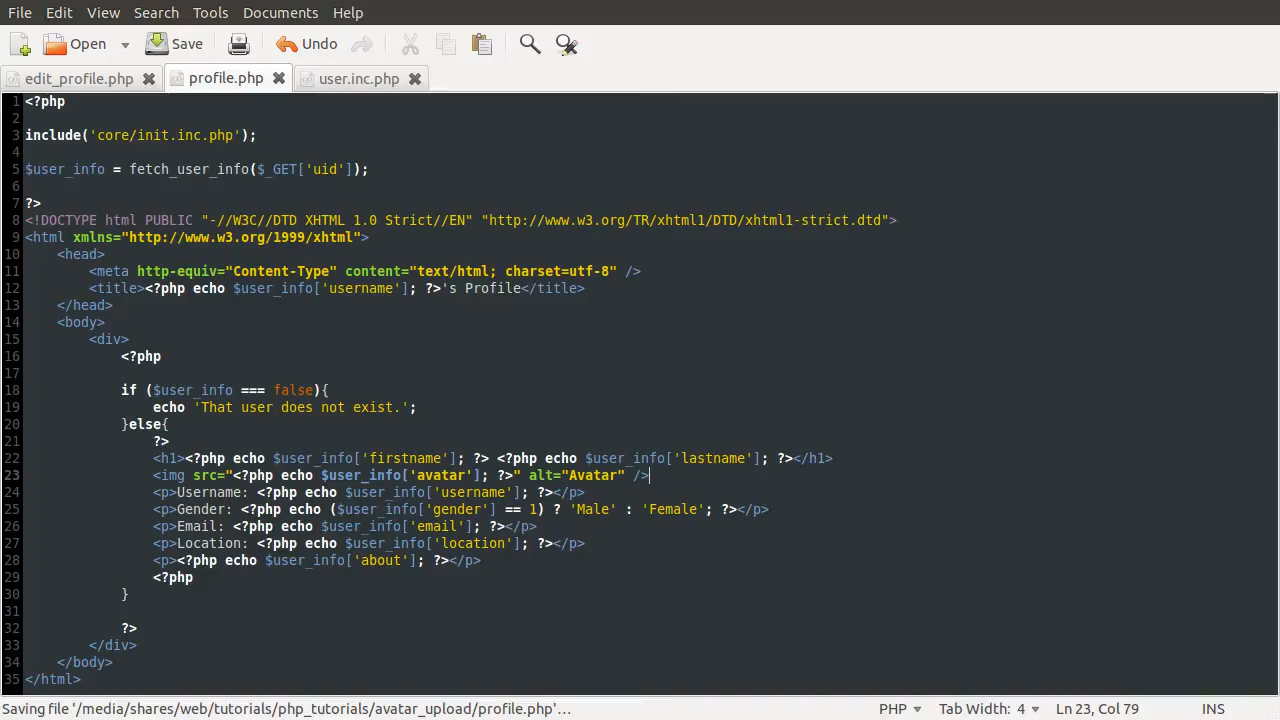 File Edit View Search Tools Documents Help
Open Save Undo
edit_profile.php profile.php user.inc.php
1 <?php
2
3 include('core/init.inc.php');
4
5 $user_info = fetch_user_info($_GET['uid']);
6
7 ?>
8 <!DOCTYPE html PUBLIC "-//W3C//DTD XHTML 1.0 Strict//EN" "http://www.w3.org/TR/xhtml1/DTD/xhtml1-strict.dtd">
9 <html xmlns="http://www.w3.org/1999/xhtml">
10 <head>
11 <meta http-equiv="Content-Type" content="text/html; charset=utf-8" />
12 <title><?php echo $user_info['username']; ?>'s Profile</title>
13 </head>
14 <body>
15 <div>
16 <?php
17
18 if ($user_info === false){
19 echo 'That user does not exist.';
20 }else{
21 ?>
22 <h1><?php echo $user_info['firstname']; ?> <?php echo $user_info['lastname']; ?></h1>
23 <img src="<?php echo $user_info['avatar']; ?>" alt="Avatar" />
24 <p>Username: <?php echo $user_info['username']; ?></p>
25 <p>Gender: <?php echo ($user_info['gender'] == 1) ? 'Male' : 'Female'; ?></p>
26 <p>Email: <?php echo $user_info['email']; ?></p>
27 <p>Location: <?php echo $user_info['location']; ?></p>
28 <p><?php echo $user_info['about']; ?></p>
29 <?php
30 }
31
32 ?>
33 </div>
34 </body>
35 </html>
Saving file '/media/shares/web/tutorials/php_tutorials/avatar_upload/profile.php'… PHP Tab Width: 4 Ln 23, Col 79 INS